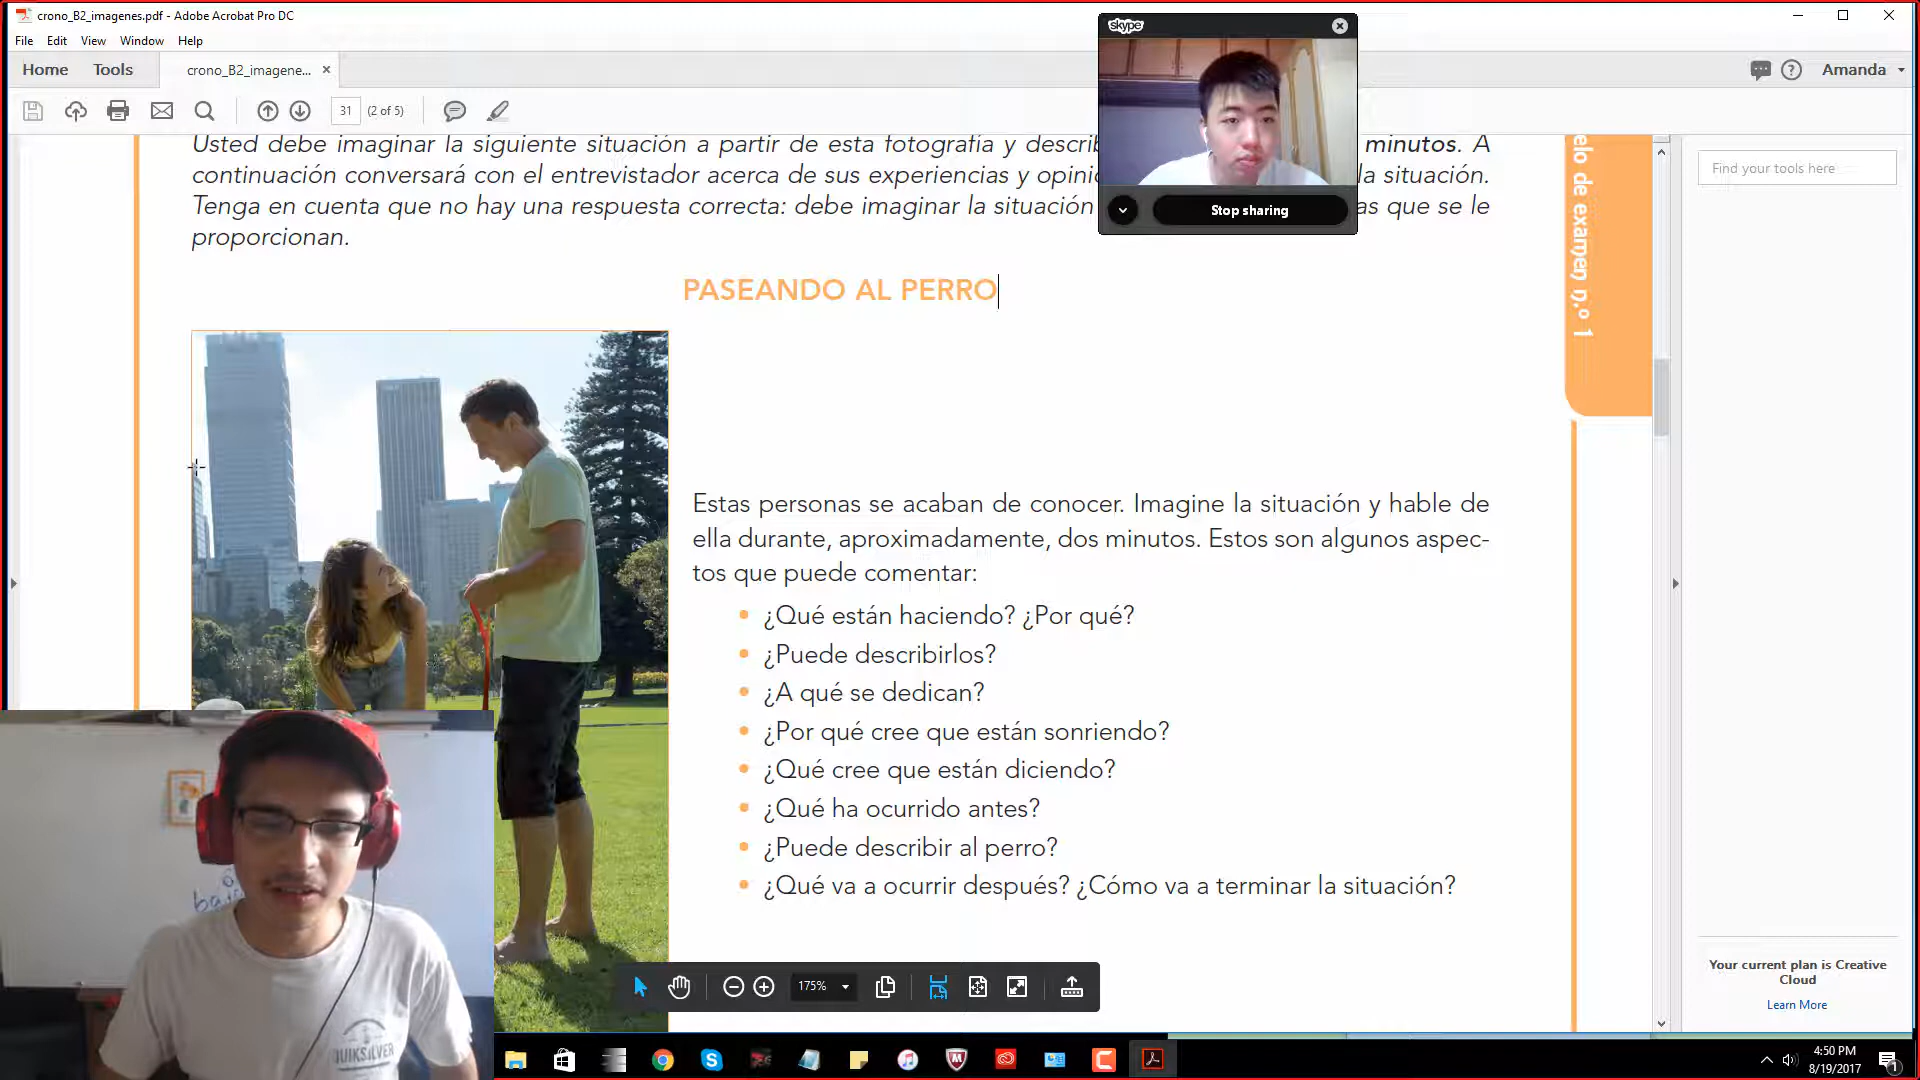 crono_B2_imagenes.pdf - Adobe Acrobat Pro DC
skype
File Edit View Window Help
Home Tools crono_B2_imagene... × Amanda
31 (2 of 5)
Usted debe imaginar la siguiente situación a partir de esta fotografía y describ minutos. A
continuación conversará con el entrevistador acerca de sus experiencias y opinio la situación.
Tenga en cuenta que no hay una respuesta correcta: debe imaginar la situación as que se le
proporcionan.
Stop sharing
Find your tools here
elo de examen n.º 1
PASEANDO AL PERRO
Estas personas se acaban de conocer. Imagine la situación y hable de
ella durante, aproximadamente, dos minutos. Estos son algunos aspec-
tos que puede comentar:
• ¿Qué están haciendo? ¿Por qué?
• ¿Puede describirlos?
• ¿A qué se dedican?
• ¿Por qué cree que están sonriendo?
• ¿Qué cree que están diciendo?
• ¿Qué ha ocurrido antes?
• ¿Puede describir al perro?
• ¿Qué va a ocurrir después? ¿Cómo va a terminar la situación?
QUIKSILVER
175%
Your current plan is Creative
Cloud
Learn More
4:50 PM
8/19/2017
1